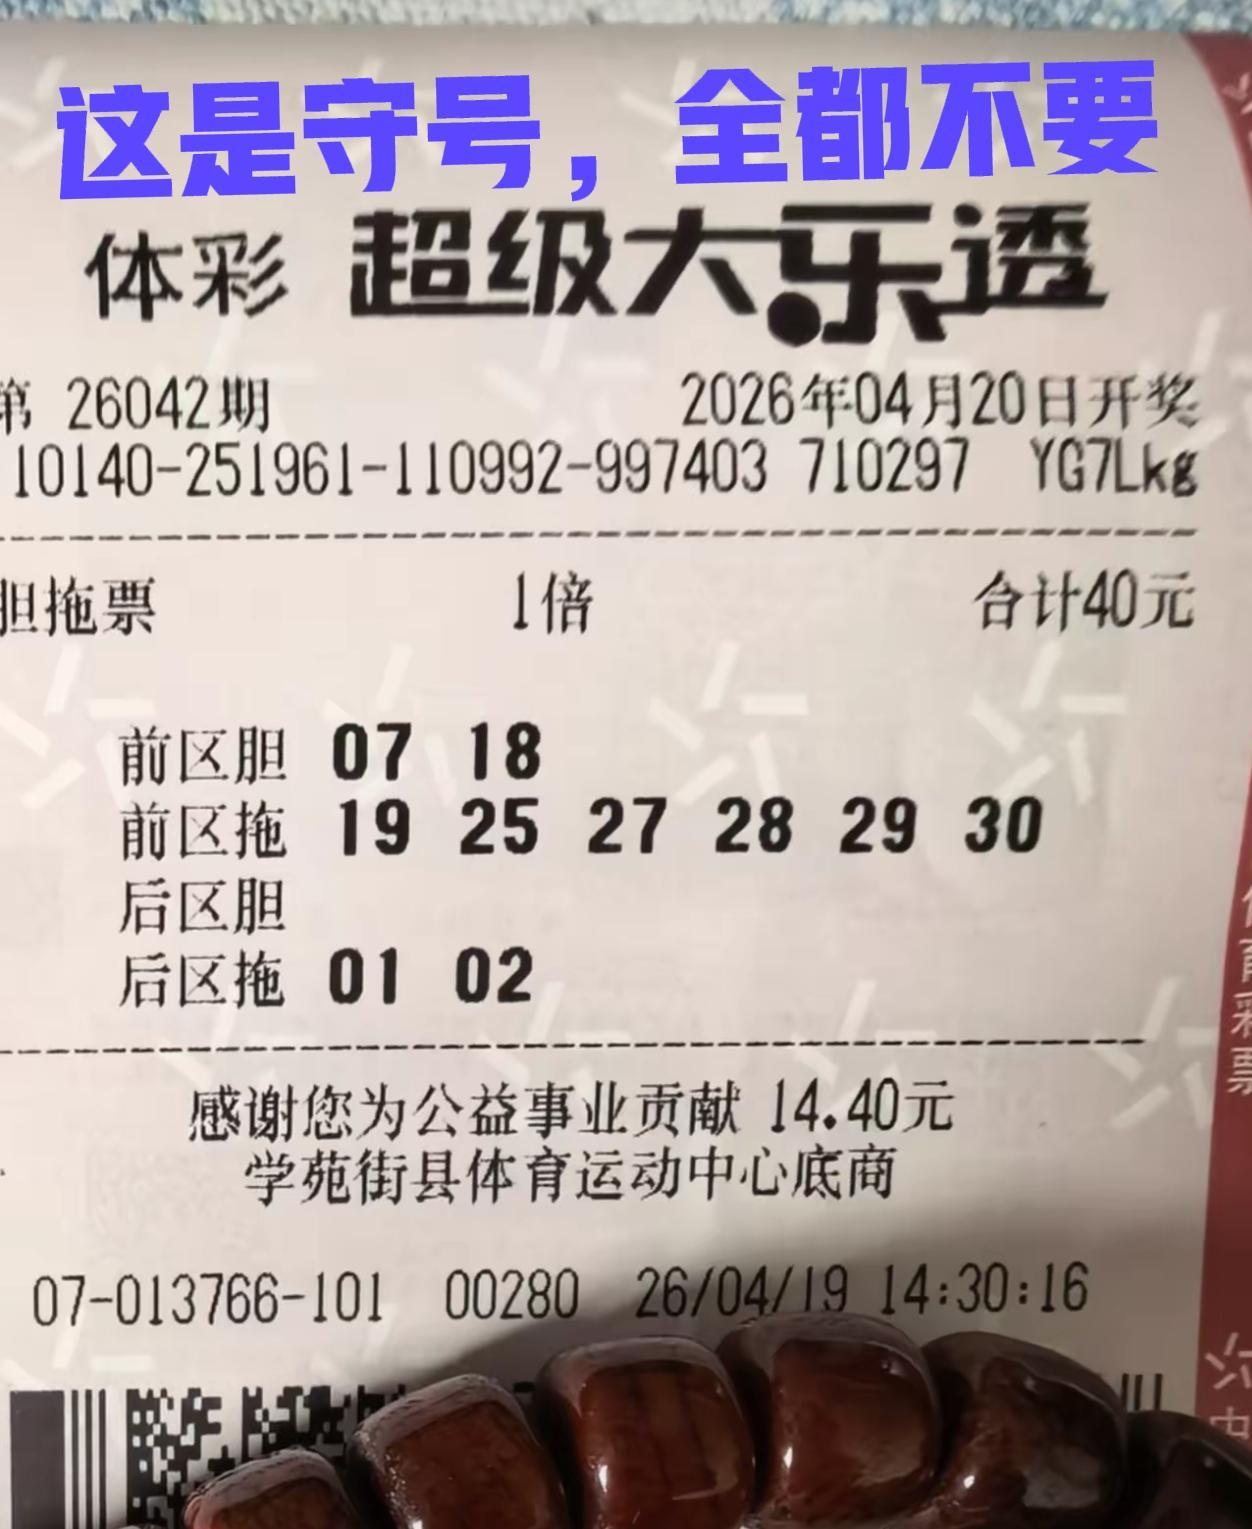 这是守号，全都不要
体彩 超级大乐透
第 26042期 2026年04月20日开奖
10140-251961-110992-997403 710297 YG7Lkg
胆拖票 1倍 合计40元
前区胆 07 18
前区拖 19 25 27 28 29 30
后区胆
后区拖 01 02
感谢您为公益事业贡献 14.40元
学苑街县体育运动中心底商
07-013766-101 00280 26/04/19 14:30:16
体育彩票
中